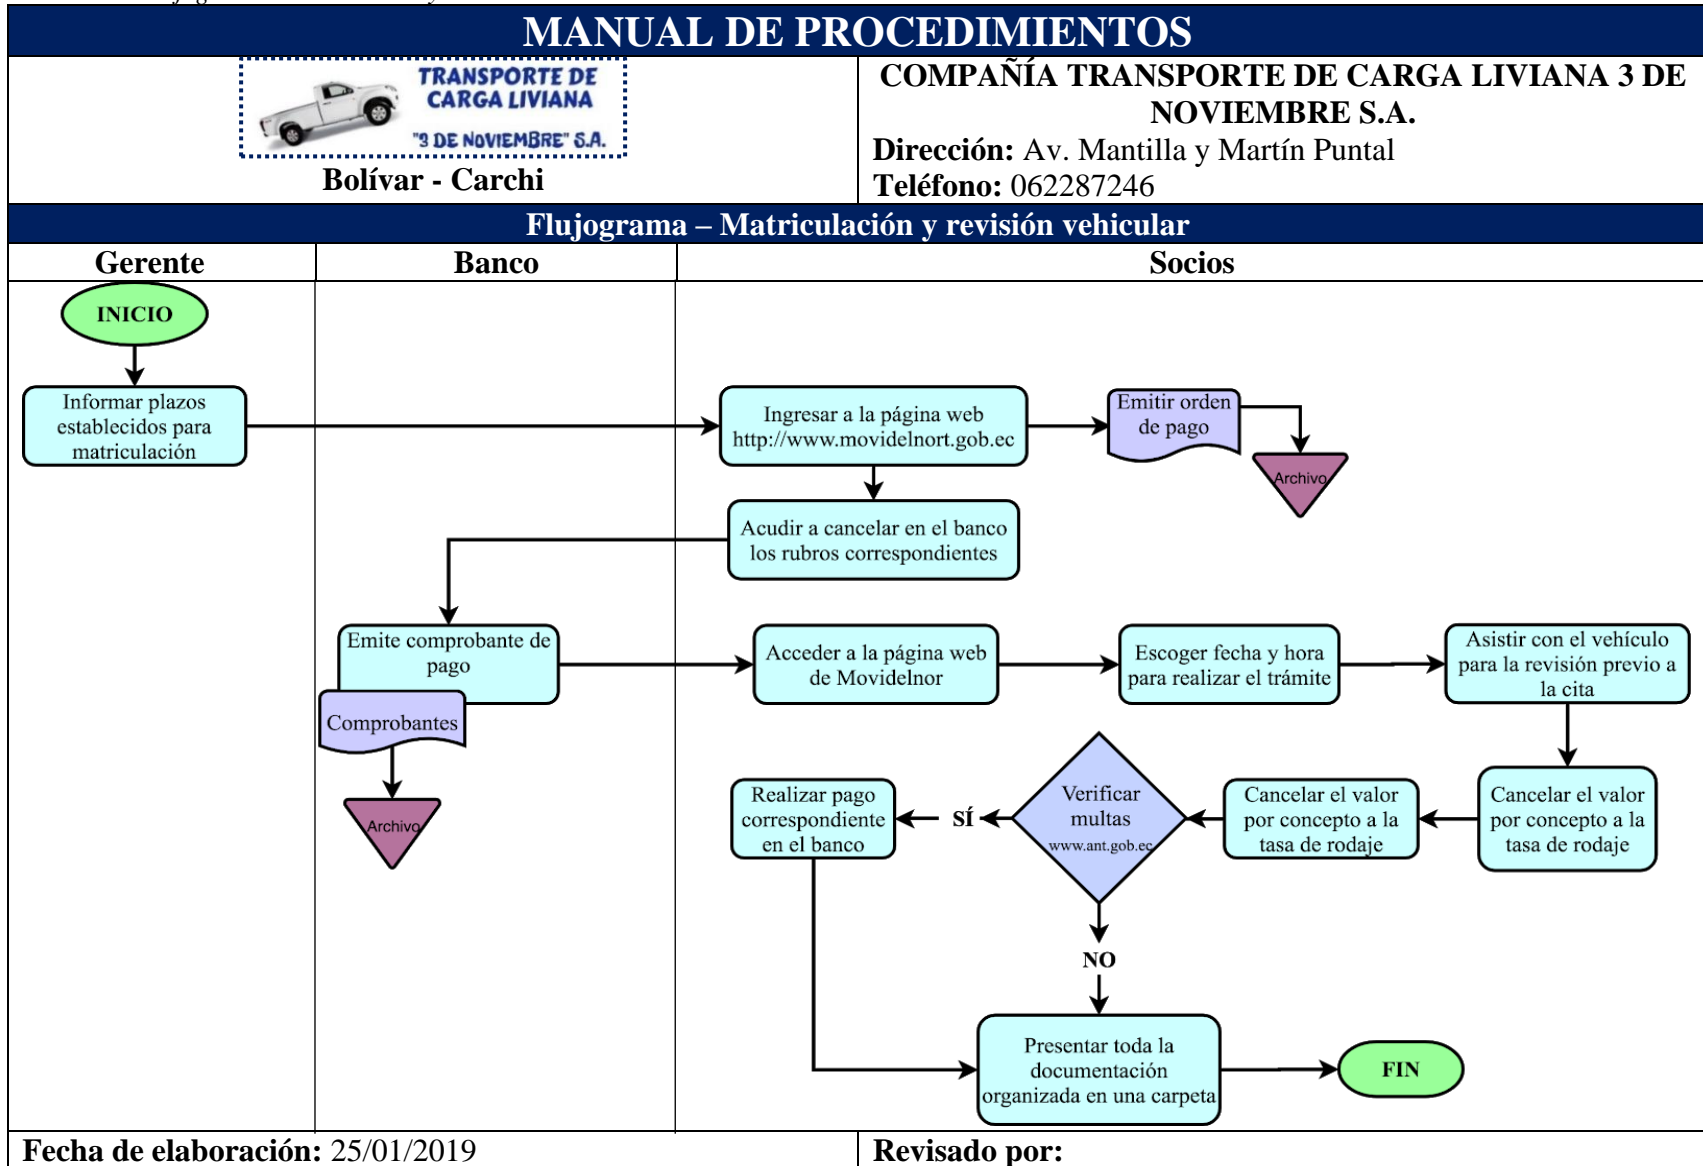 MANUAL DE PROCEDIMIENTOS
TRANSPORTE DE
CARGA LIVIANA
"3 DE NOVIEMBRE" S.A.
Bolívar - Carchi
COMPAÑÍA TRANSPORTE DE CARGA LIVIANA 3 DE
NOVIEMBRE S.A.
Dirección: Av. Mantilla y Martín Puntal
Teléfono: 062287246
Flujograma – Matriculación y revisión vehicular
Gerente
Banco
Socios
INICIO
Informar plazos
establecidos para
matriculación
Ingresar a la página web
http://www.movidelnort.gob.ec
Emitir orden
de pago
Archivo
Acudir a cancelar en el banco
los rubros correspondientes
Emite comprobante de
pago
Comprobantes
Archivo
Acceder a la página web
de Movidelnor
Escoger fecha y hora
para realizar el trámite
Asistir con el vehículo
para la revisión previo a
la cita
Cancelar el valor
por concepto a la
tasa de rodaje
Cancelar el valor
por concepto a la
tasa de rodaje
Verificar
multas
www.ant.gob.ec
SÍ
Realizar pago
correspondiente
en el banco
NO
Presentar toda la
documentación
organizada en una carpeta
FIN
Fecha de elaboración: 25/01/2019
Revisado por: